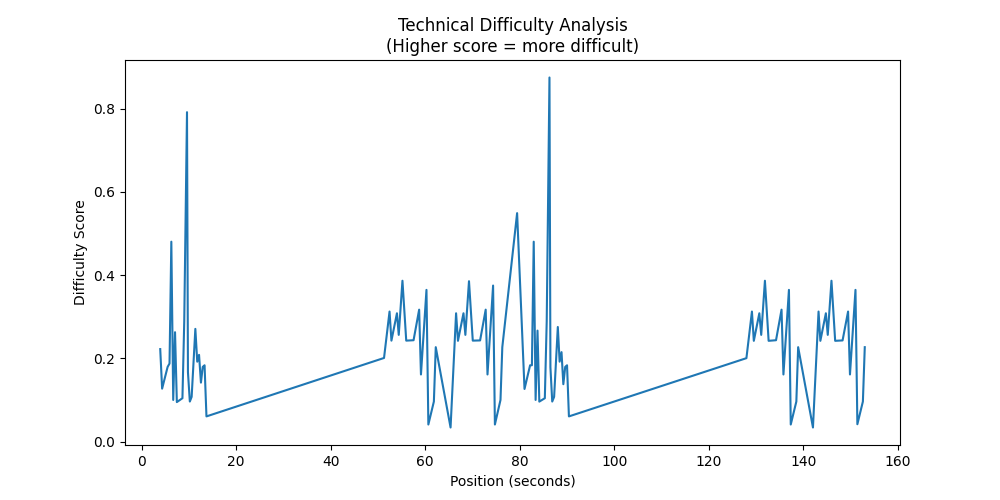 Technical Difficulty Analysis
(Higher score = more difficult)
Difficulty Score
0.8
0.6
0.4
0.2
0.0
0 20 40 60 80 100 120 140 160
Position (seconds)